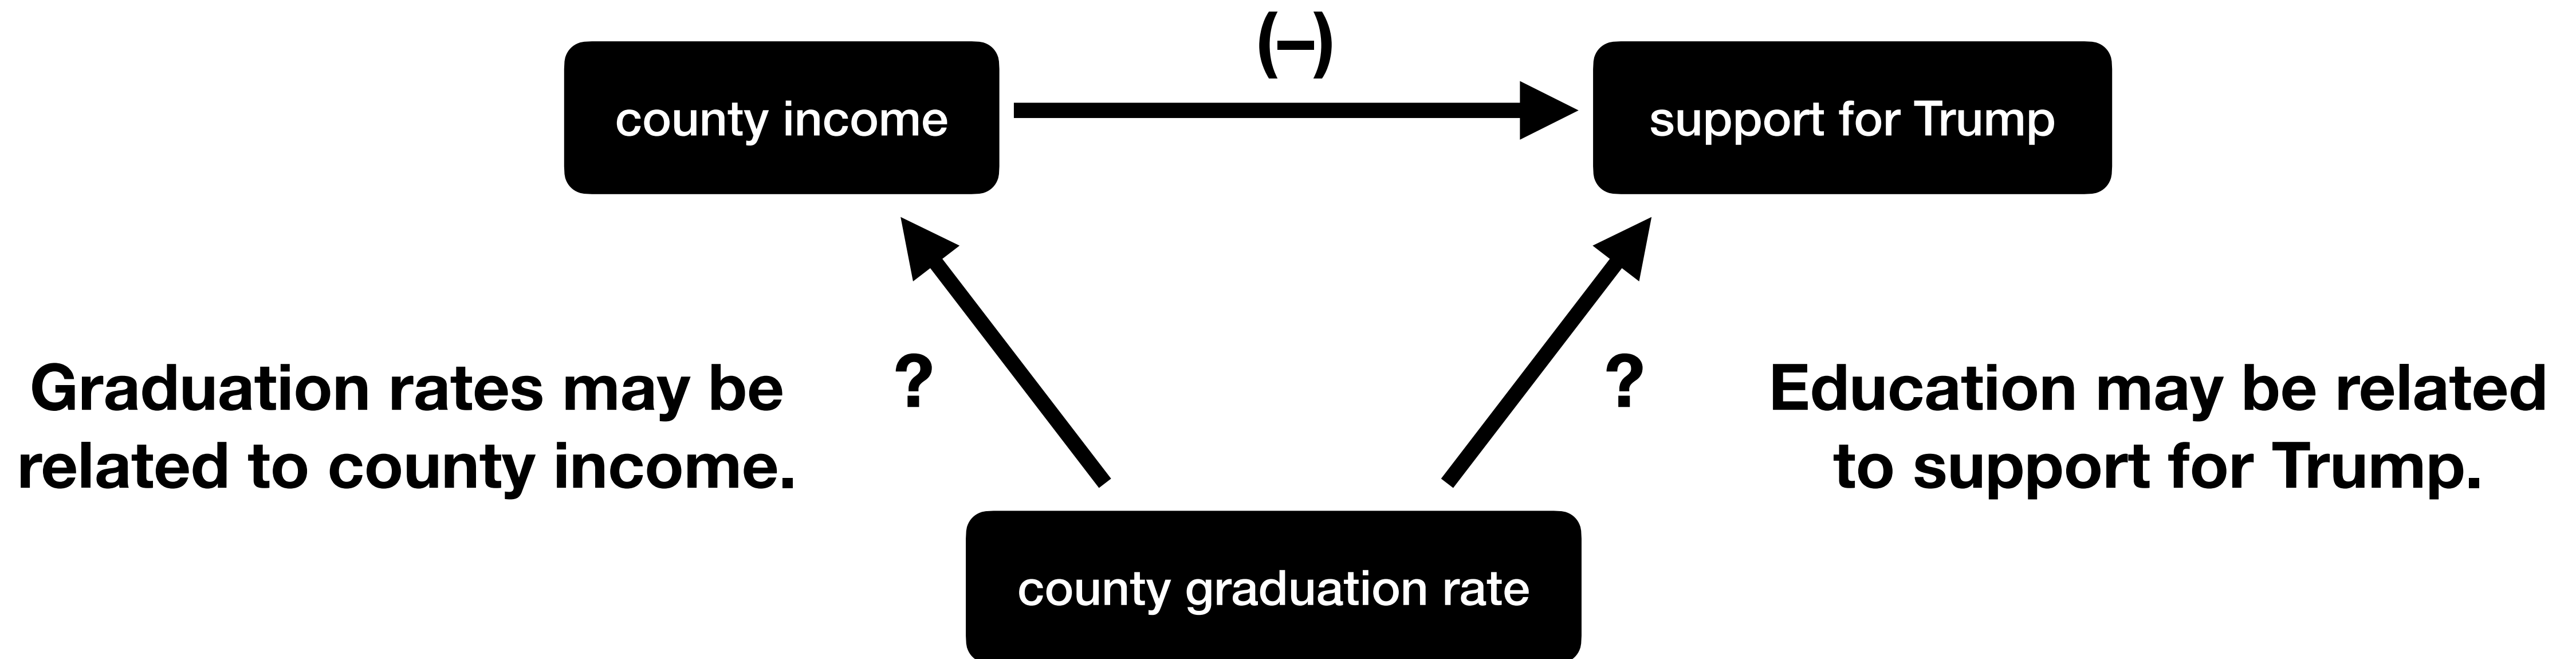 (–)
county income
support for Trump
Graduation rates may be
related to county income.
?
?
Education may be related
to support for Trump.
county graduation rate